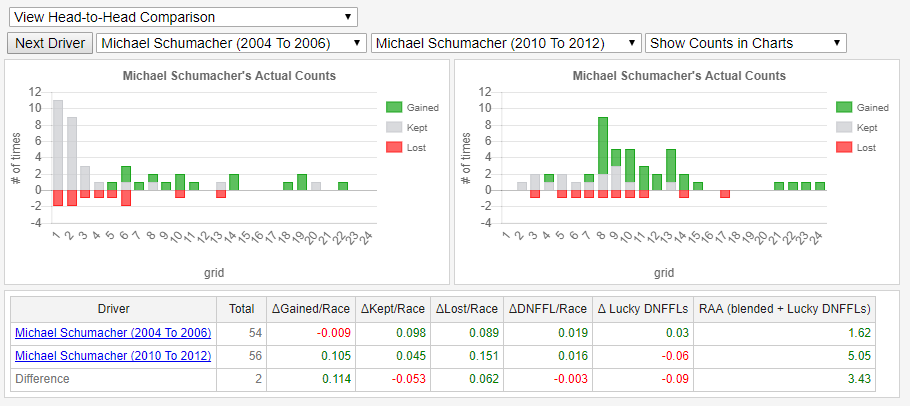 View Head-to-Head Comparison
Next Driver Michael Schumacher (2004 To 2006) Michael Schumacher (2010 To 2012) Show Counts in Charts
Michael Schumacher's Actual Counts
12
10
8
6
4
2
0
-2
-4
# of times
1 2 3 4 5 6 7 8 9 10 11 12 13 14 15 16 17 18 19 20 21 22 23 24
grid
Gained
Kept
Lost
Michael Schumacher's Actual Counts
12
10
8
6
4
2
0
-2
-4
# of times
1 2 3 4 5 6 7 8 9 10 11 12 13 14 15 16 17 18 19 20 21 22 23 24
grid
Gained
Kept
Lost
Driver Total ΔGained/Race ΔKept/Race ΔLost/Race ΔDNFFL/Race Δ Lucky DNFFLs RAA (blended + Lucky DNFFLs)
Michael Schumacher (2004 To 2006) 54 -0.009 0.098 0.089 0.019 0.03 1.62
Michael Schumacher (2010 To 2012) 56 0.105 0.045 0.151 0.016 -0.06 5.05
Difference 2 0.114 -0.053 0.062 -0.003 -0.09 3.43